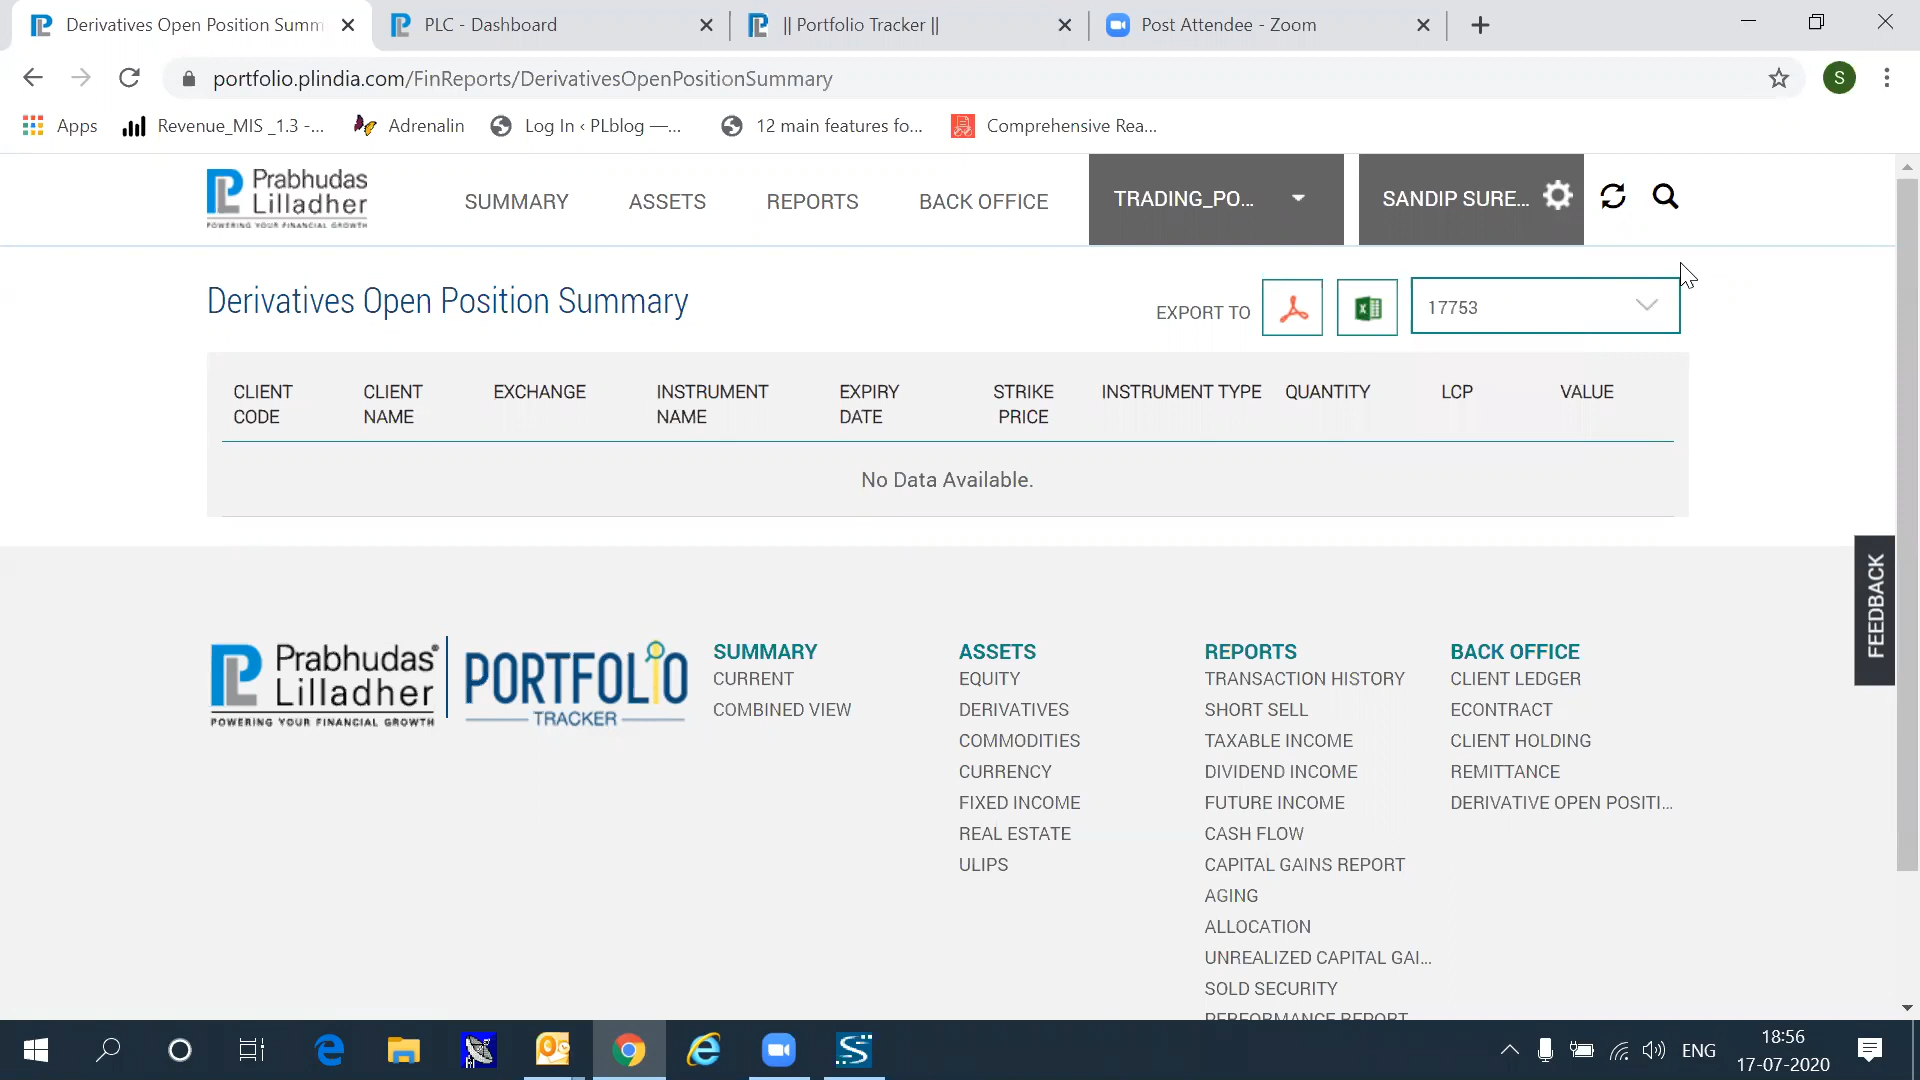 Derivatives Open Position Summ
PLC - Dashboard
|| Portfolio Tracker ||
Post Attendee - Zoom
portfolio.plindia.com/FinReports/DerivativesOpenPositionSummary
S
Apps
Revenue_MIS _1.3 -...
Adrenalin
Log In ‹ PLblog —...
12 main features fo...
Comprehensive Rea...
Prabhudas
Lilladher
POWERING YOUR FINANCIAL GROWTH
SUMMARY
ASSETS
REPORTS
BACK OFFICE
TRADING_PO...
SANDIP SURE...
Derivatives Open Position Summary
EXPORT TO
17753
CLIENT CODE
CLIENT NAME
EXCHANGE
INSTRUMENT NAME
EXPIRY DATE
STRIKE PRICE
INSTRUMENT TYPE
QUANTITY
LCP
VALUE
No Data Available.
FEEDBACK
Prabhudas®
Lilladher
POWERING YOUR FINANCIAL GROWTH
PORTFOLIO
TRACKER
SUMMARY
CURRENT
COMBINED VIEW
ASSETS
EQUITY
DERIVATIVES
COMMODITIES
CURRENCY
FIXED INCOME
REAL ESTATE
ULIPS
REPORTS
TRANSACTION HISTORY
SHORT SELL
TAXABLE INCOME
DIVIDEND INCOME
FUTURE INCOME
CASH FLOW
CAPITAL GAINS REPORT
AGING
ALLOCATION
UNREALIZED CAPITAL GAI...
SOLD SECURITY
PERFORMANCE REPORT
BACK OFFICE
CLIENT LEDGER
ECONTRACT
CLIENT HOLDING
REMITTANCE
DERIVATIVE OPEN POSITI...
ENG
18:56
17-07-2020